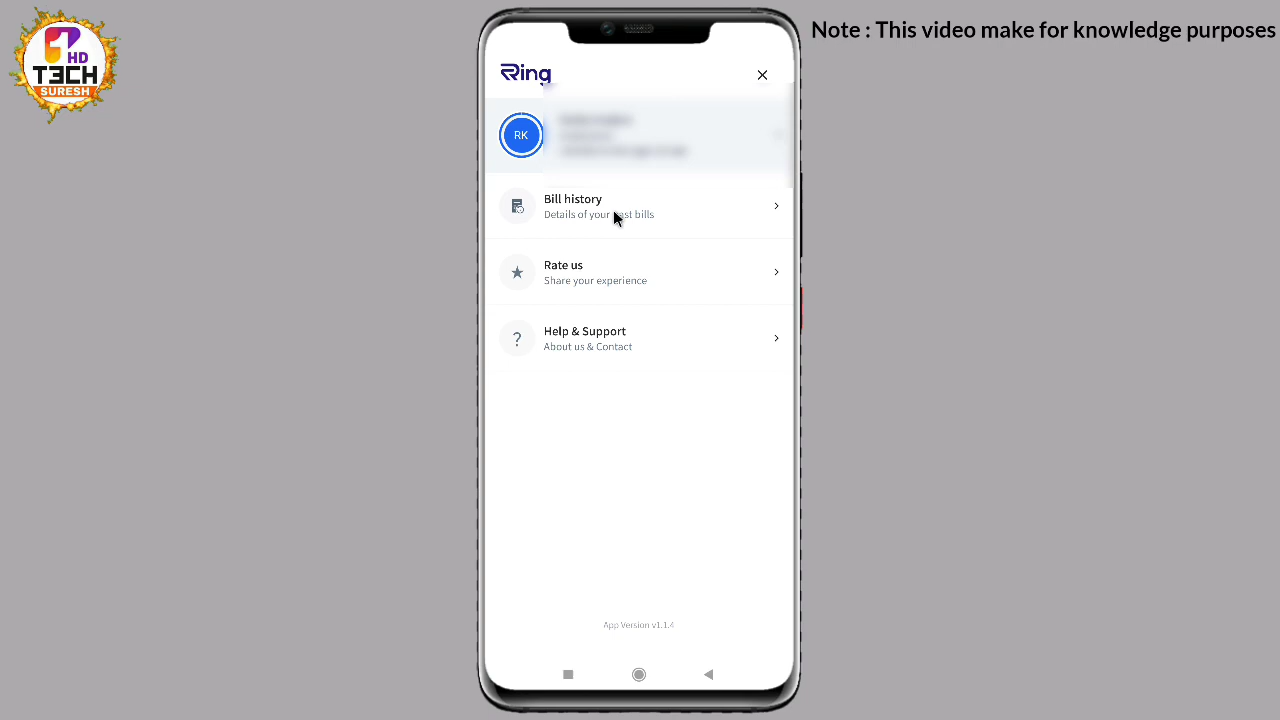 Note : This video make for knowledge purposes
HD
TECH
SURESH
Ring
RK
Bill history
Details of your past bills
Rate us
Share your experience
?
Help & Support
About us & Contact
App Version v1.1.4